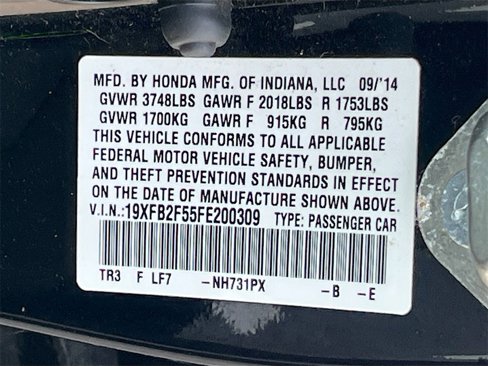 MFD. BY HONDA MFG. OF INDIANA, LLC 09/'14
GVWR 3748LBS GAWR F 2018LBS R 1753LBS
GVWR 1700KG GAWR F 915KG R 795KG
THIS VEHICLE CONFORMS TO ALL APPLICABLE
FEDERAL MOTOR VEHICLE SAFETY, BUMPER,
AND THEFT PREVENTION STANDARDS IN EFFECT
ON THE DATE OF MANUFACTURE SHOWN ABOVE.
V.I.N.:19XFB2F55FE200309 TYPE: PASSENGER CAR
TR3 F LF7 -NH731PX -B -E